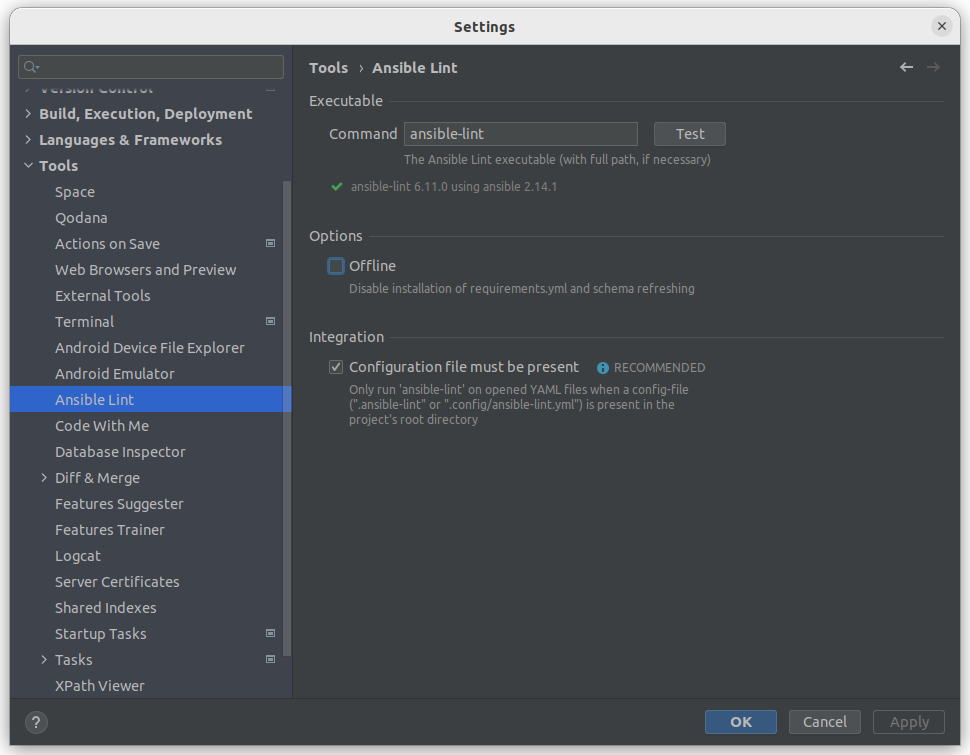 Settings
Version Control
Build, Execution, Deployment
Languages & Frameworks
Tools
Space
Qodana
Actions on Save
Web Browsers and Preview
External Tools
Terminal
Android Device File Explorer
Android Emulator
Ansible Lint
Code With Me
Database Inspector
Diff & Merge
Features Suggester
Features Trainer
Logcat
Server Certificates
Shared Indexes
Startup Tasks
Tasks
XPath Viewer
Tools › Ansible Lint
Executable
Command ansible-lint Test
The Ansible Lint executable (with full path, if necessary)
ansible-lint 6.11.0 using ansible 2.14.1
Options
Offline
Disable installation of requirements.yml and schema refreshing
Integration
Configuration file must be present RECOMMENDED
Only run 'ansible-lint' on opened YAML files when a config-file
(".ansible-lint" or ".config/ansible-lint.yml") is present in the
project's root directory
? OK Cancel Apply